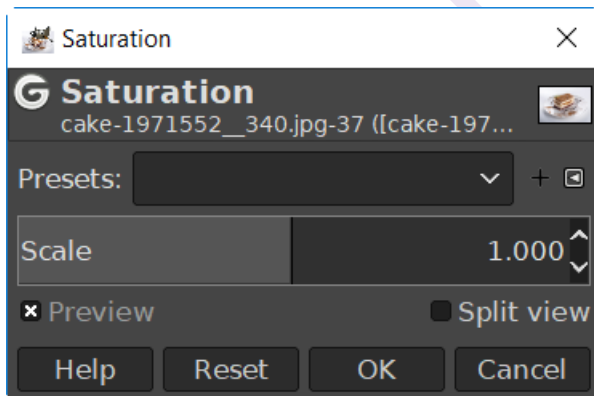 Saturation
G Saturation
cake-1971552__340.jpg-37 ([cake-197...
Presets:
Scale 1.000
Preview Split view
Help Reset OK Cancel